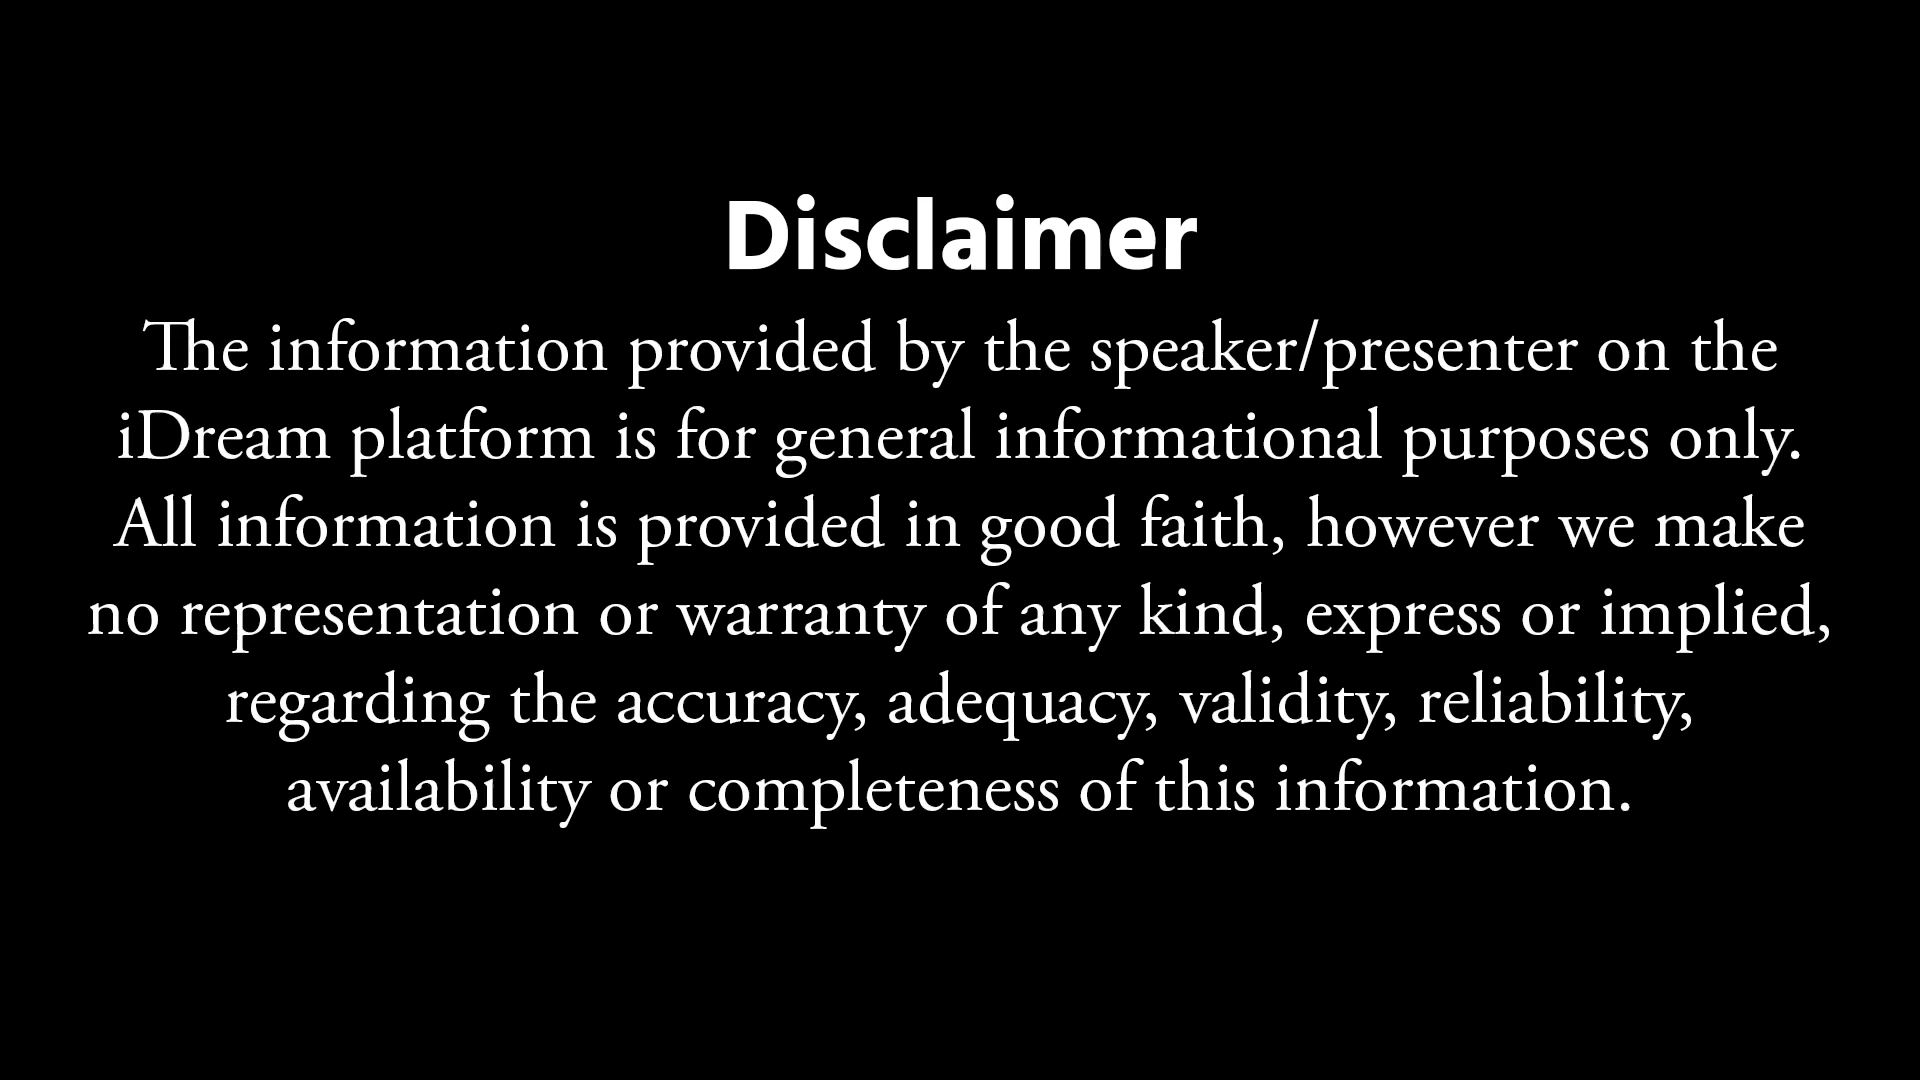 Disclaimer
The information provided by the speaker/presenter on the
iDream platform is for general informational purposes only.
All information is provided in good faith, however we make
no representation or warranty of any kind, express or implied,
regarding the accuracy, adequacy, validity, reliability,
availability or completeness of this information.